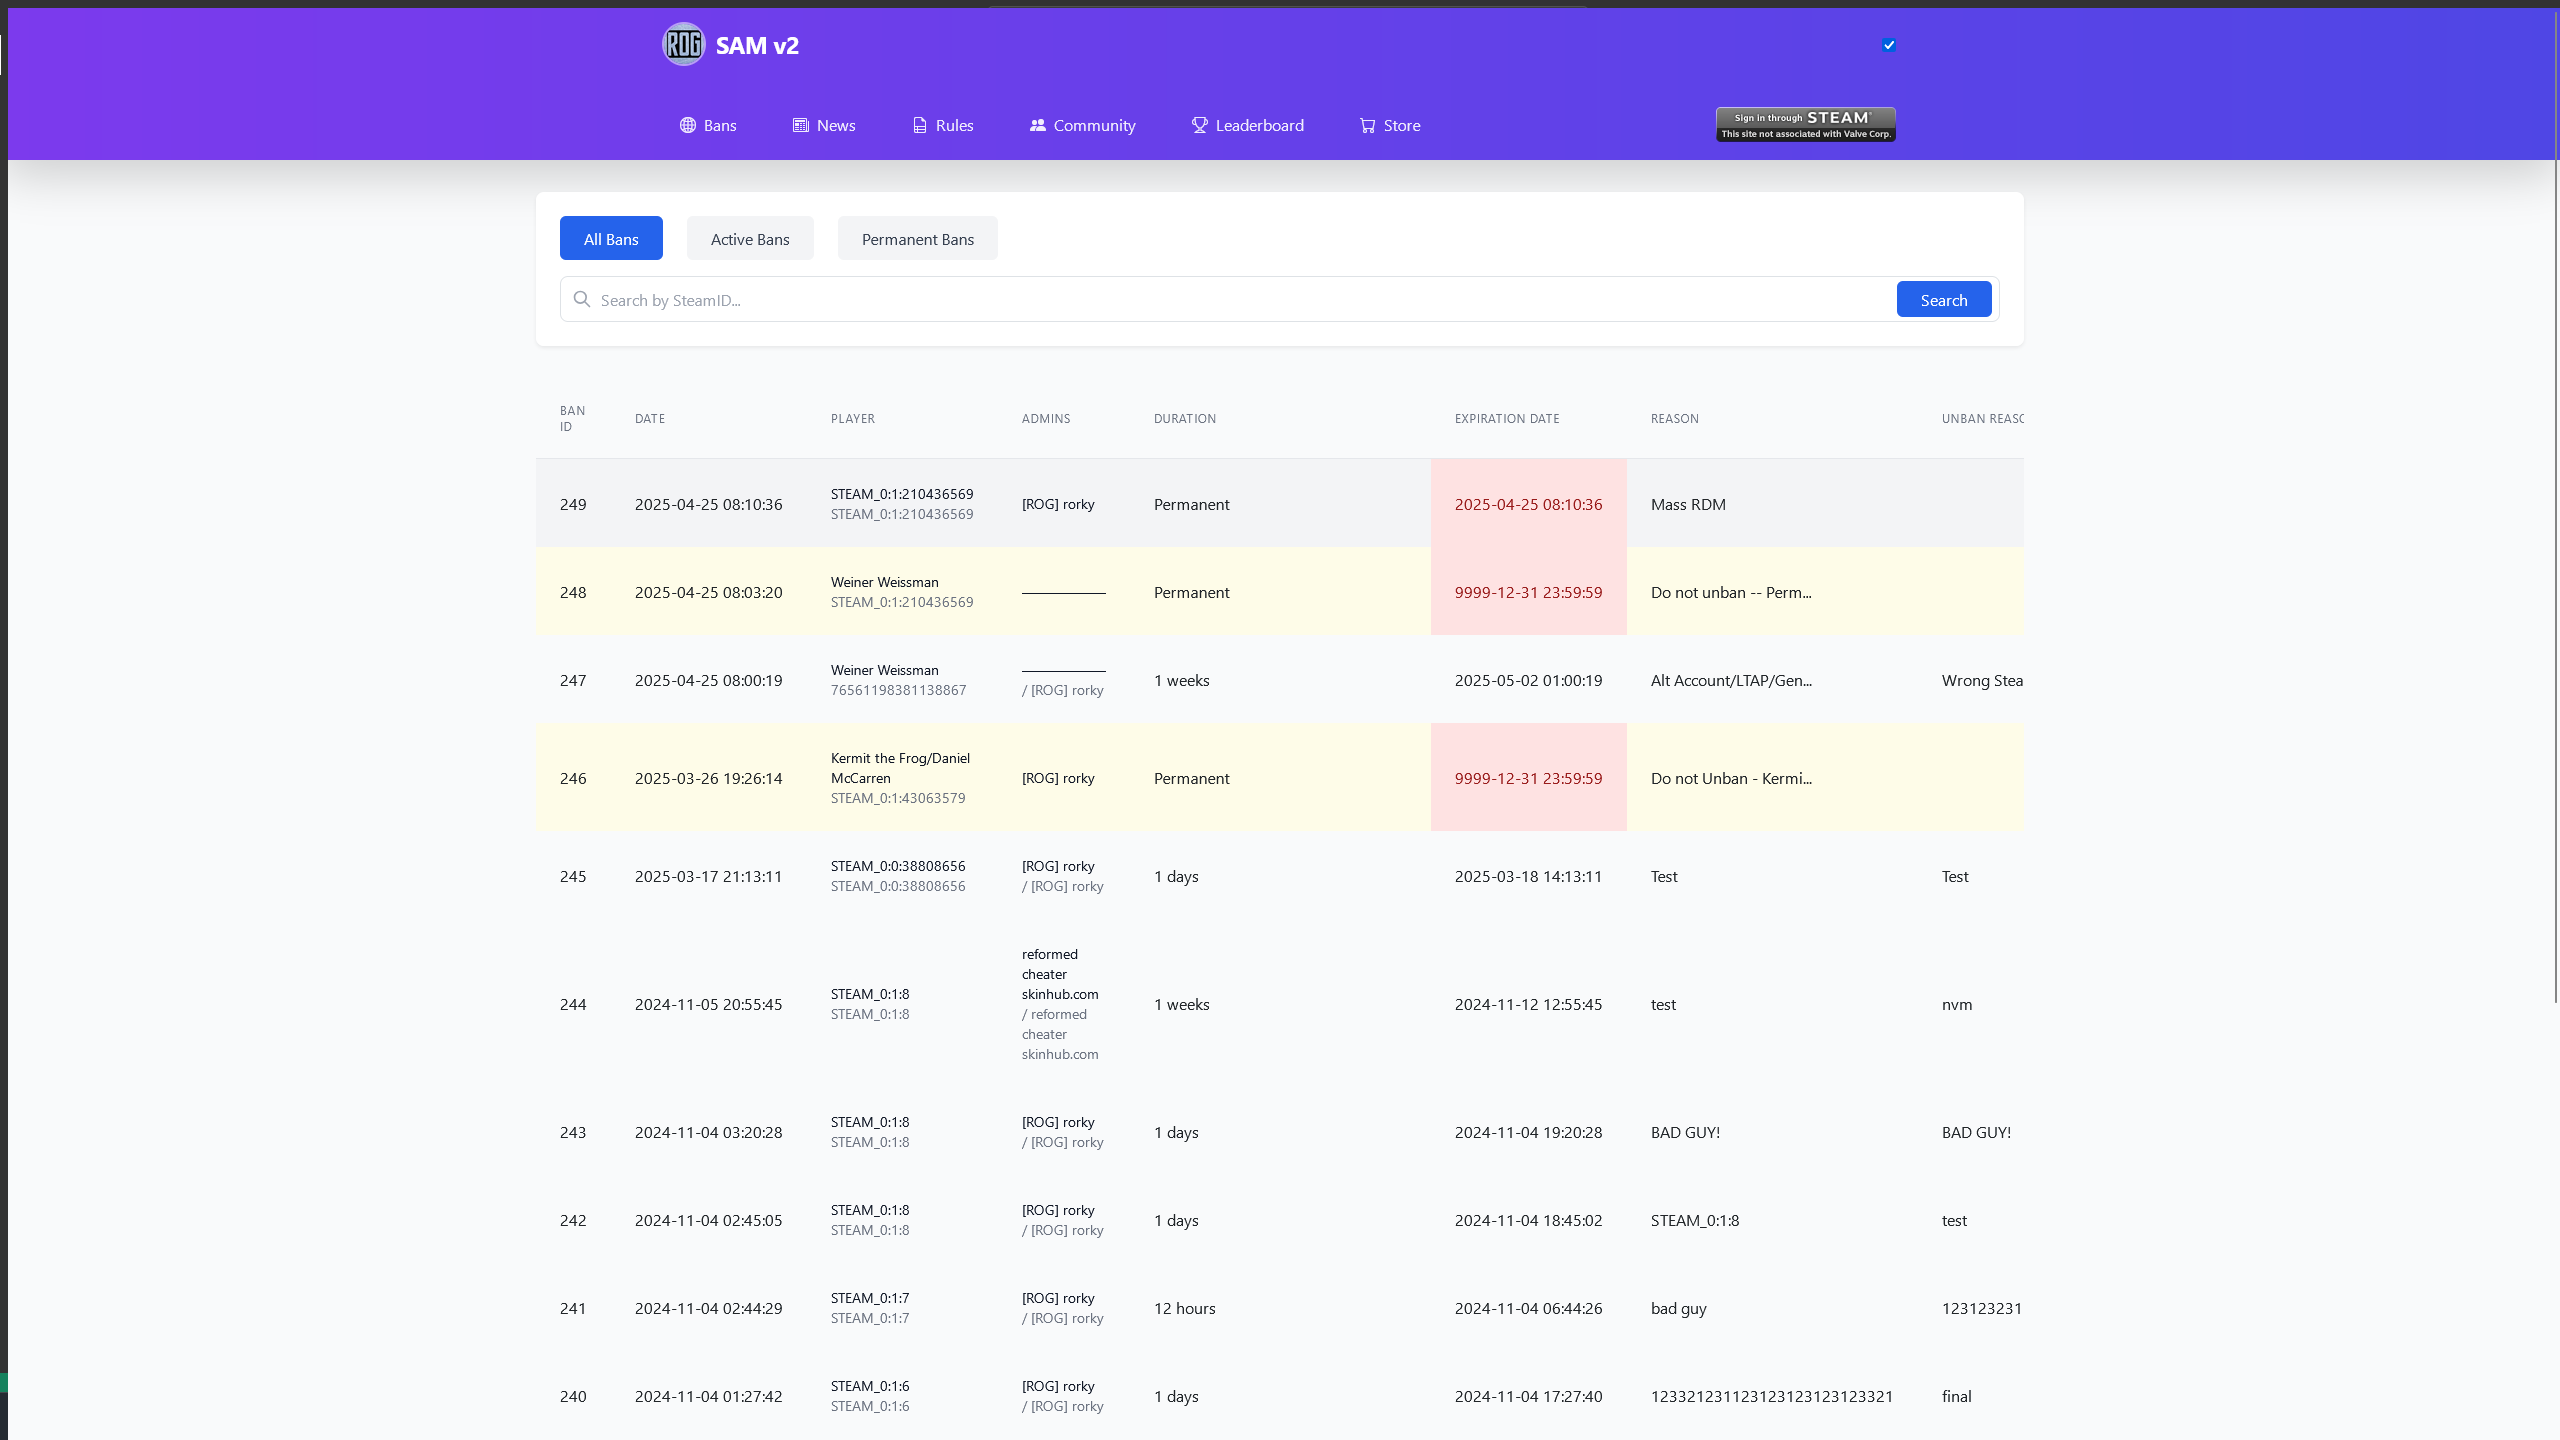 ROG SAM v2
Bans News Rules Community Leaderboard Store
Sign in through STEAM®
This site not associated with Valve Corp.
All Bans Active Bans Permanent Bans
Search by SteamID... Search
BAN ID DATE PLAYER ADMINS DURATION EXPIRATION DATE REASON UNBAN REASO
249 2025-04-25 08:10:36 STEAM_0:1:210436569 STEAM_0:1:210436569 [ROG] rorky Permanent 2025-04-25 08:10:36 Mass RDM
248 2025-04-25 08:03:20 Weiner Weissman STEAM_0:1:210436569 Permanent 9999-12-31 23:59:59 Do not unban -- Perm...
247 2025-04-25 08:00:19 Weiner Weissman 76561198381138867 / [ROG] rorky 1 weeks 2025-05-02 01:00:19 Alt Account/LTAP/Gen... Wrong Stea
246 2025-03-26 19:26:14 Kermit the Frog/Daniel McCarren STEAM_0:1:43063579 [ROG] rorky Permanent 9999-12-31 23:59:59 Do not Unban - Kermi...
245 2025-03-17 21:13:11 STEAM_0:0:38808656 STEAM_0:0:38808656 [ROG] rorky / [ROG] rorky 1 days 2025-03-18 14:13:11 Test Test
244 2024-11-05 20:55:45 STEAM_0:1:8 STEAM_0:1:8 reformed cheater skinhub.com / reformed cheater skinhub.com 1 weeks 2024-11-12 12:55:45 test nvm
243 2024-11-04 03:20:28 STEAM_0:1:8 STEAM_0:1:8 [ROG] rorky / [ROG] rorky 1 days 2024-11-04 19:20:28 BAD GUY! BAD GUY!
242 2024-11-04 02:45:05 STEAM_0:1:8 STEAM_0:1:8 [ROG] rorky / [ROG] rorky 1 days 2024-11-04 18:45:02 STEAM_0:1:8 test
241 2024-11-04 02:44:29 STEAM_0:1:7 STEAM_0:1:7 [ROG] rorky / [ROG] rorky 12 hours 2024-11-04 06:44:26 bad guy 123123231
240 2024-11-04 01:27:42 STEAM_0:1:6 STEAM_0:1:6 [ROG] rorky / [ROG] rorky 1 days 2024-11-04 17:27:40 123321231123123123123123321 final